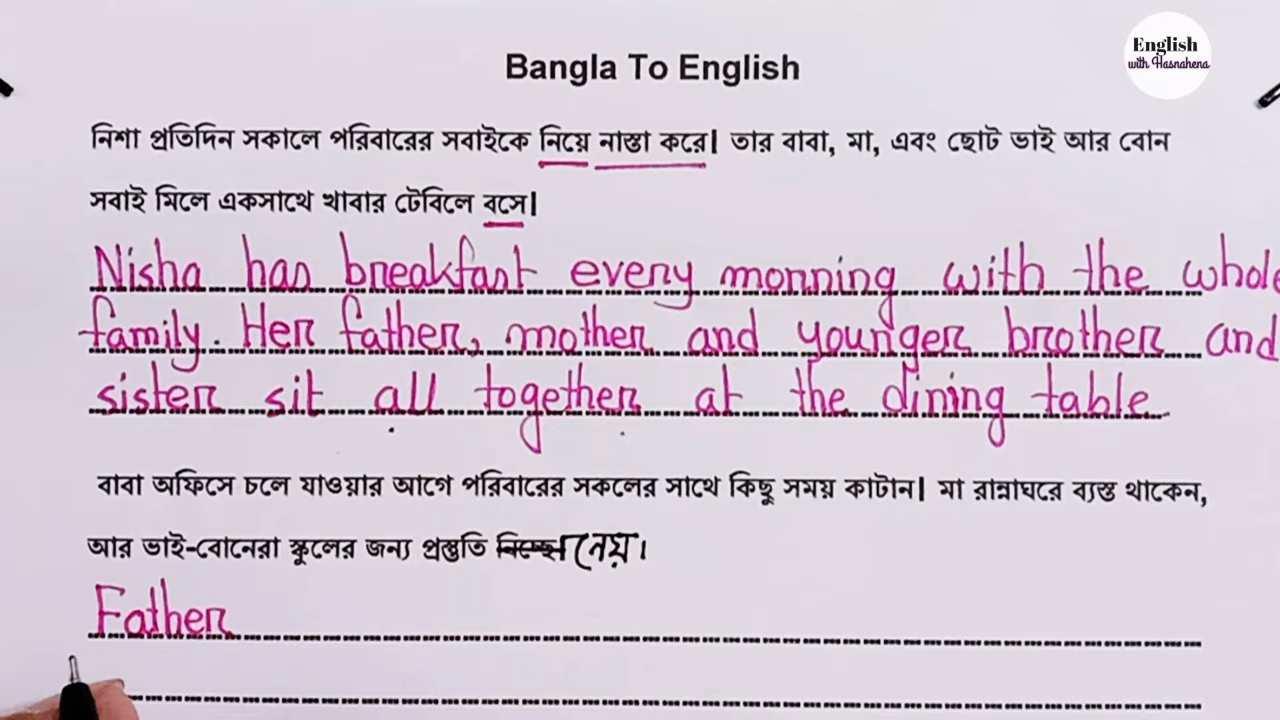 English
with Hasnahena
Bangla To English
নিশা প্রতিদিন সকালে পরিবারের সবাইকে নিয়ে নাস্তা করে। তার বাবা, মা, এবং ছোট ভাই আর বোন
সবাই মিলে একসাথে খাবার টেবিলে বসে।
Nisha has breakfast every morning with the whole
family. Her father, mother and younger brother and
sister sit all together at the dining table
বাবা অফিসে চলে যাওয়ার আগে পরিবারের সকলের সাথে কিছু সময় কাটান। মা রান্নাঘরে ব্যস্ত থাকেন,
আর ভাই-বোনেরা স্কুলের জন্য প্রস্তুতি নেয়।
Father